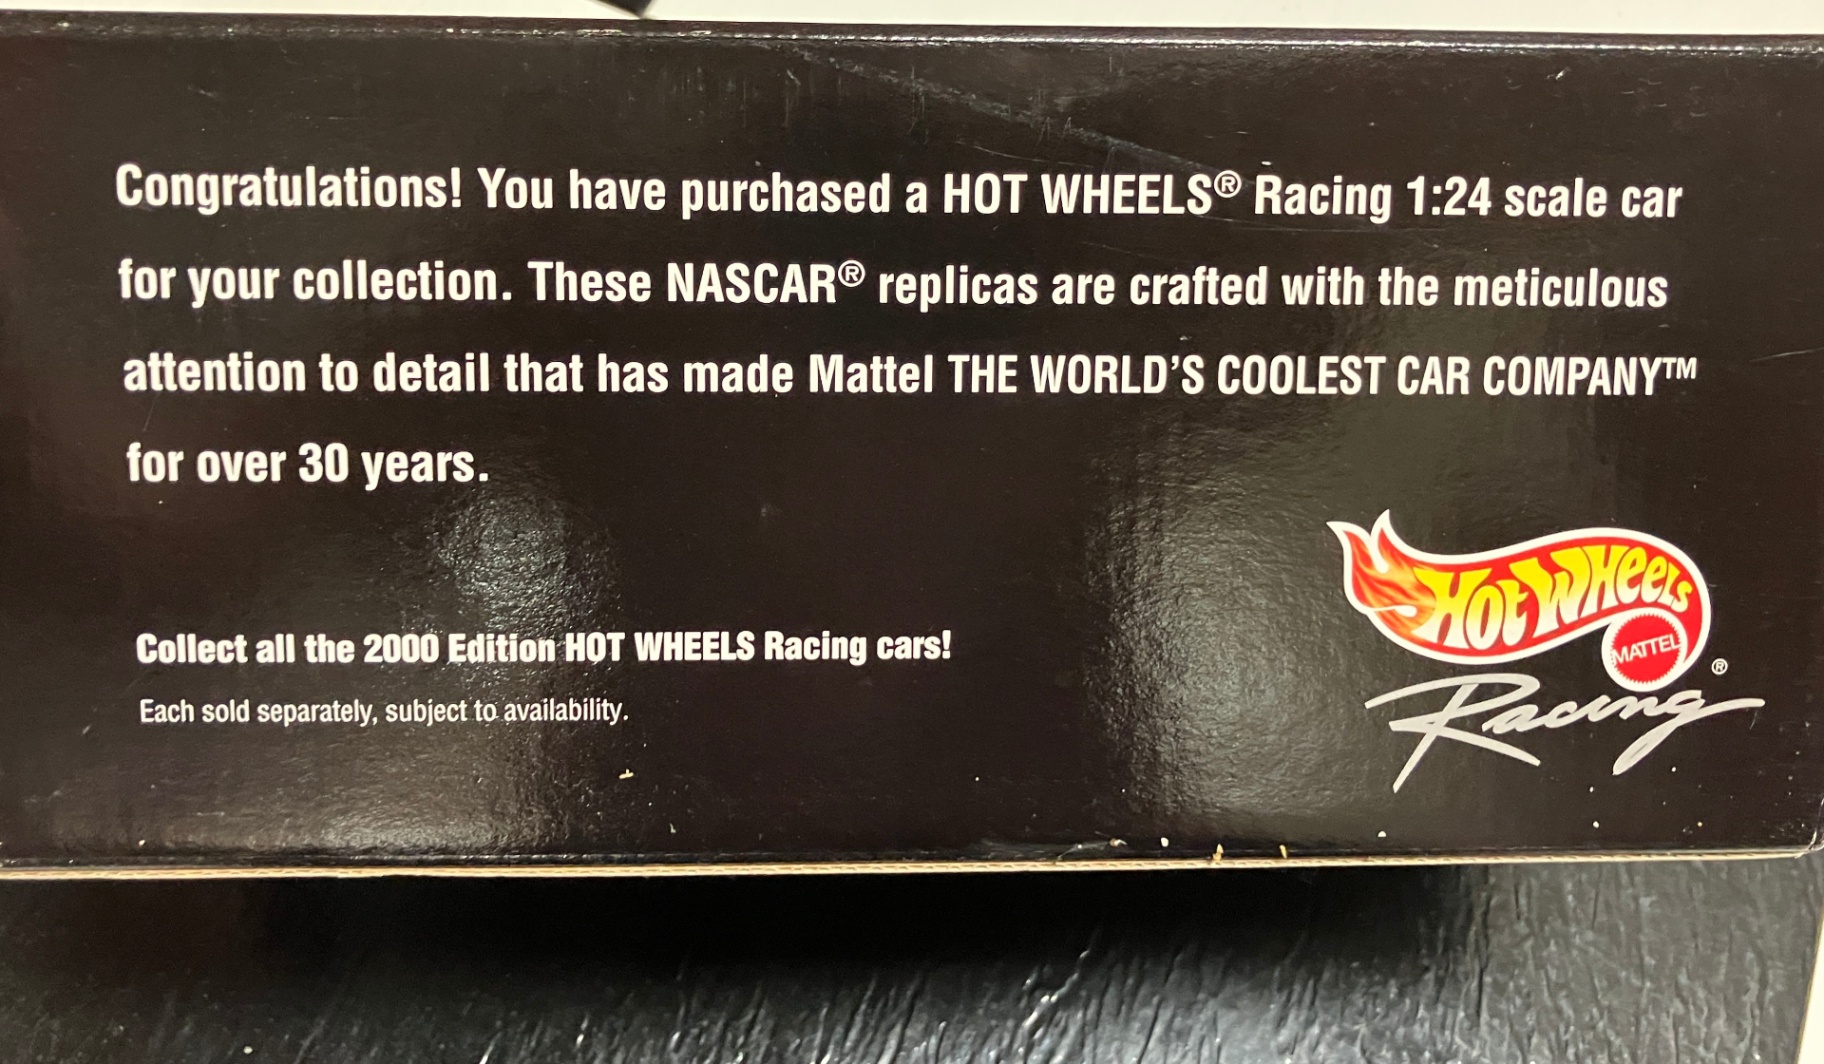 Congratulations! You have purchased a HOT WHEELS® Racing 1:24 scale car
for your collection. These NASCAR® replicas are crafted with the meticulous
attention to detail that has made Mattel THE WORLD'S COOLEST CAR COMPANY™
for over 30 years.
Collect all the 2000 Edition HOT WHEELS Racing cars!
Each sold separately, subject to availability.
Hot Wheels
MATTEL
®
Racing